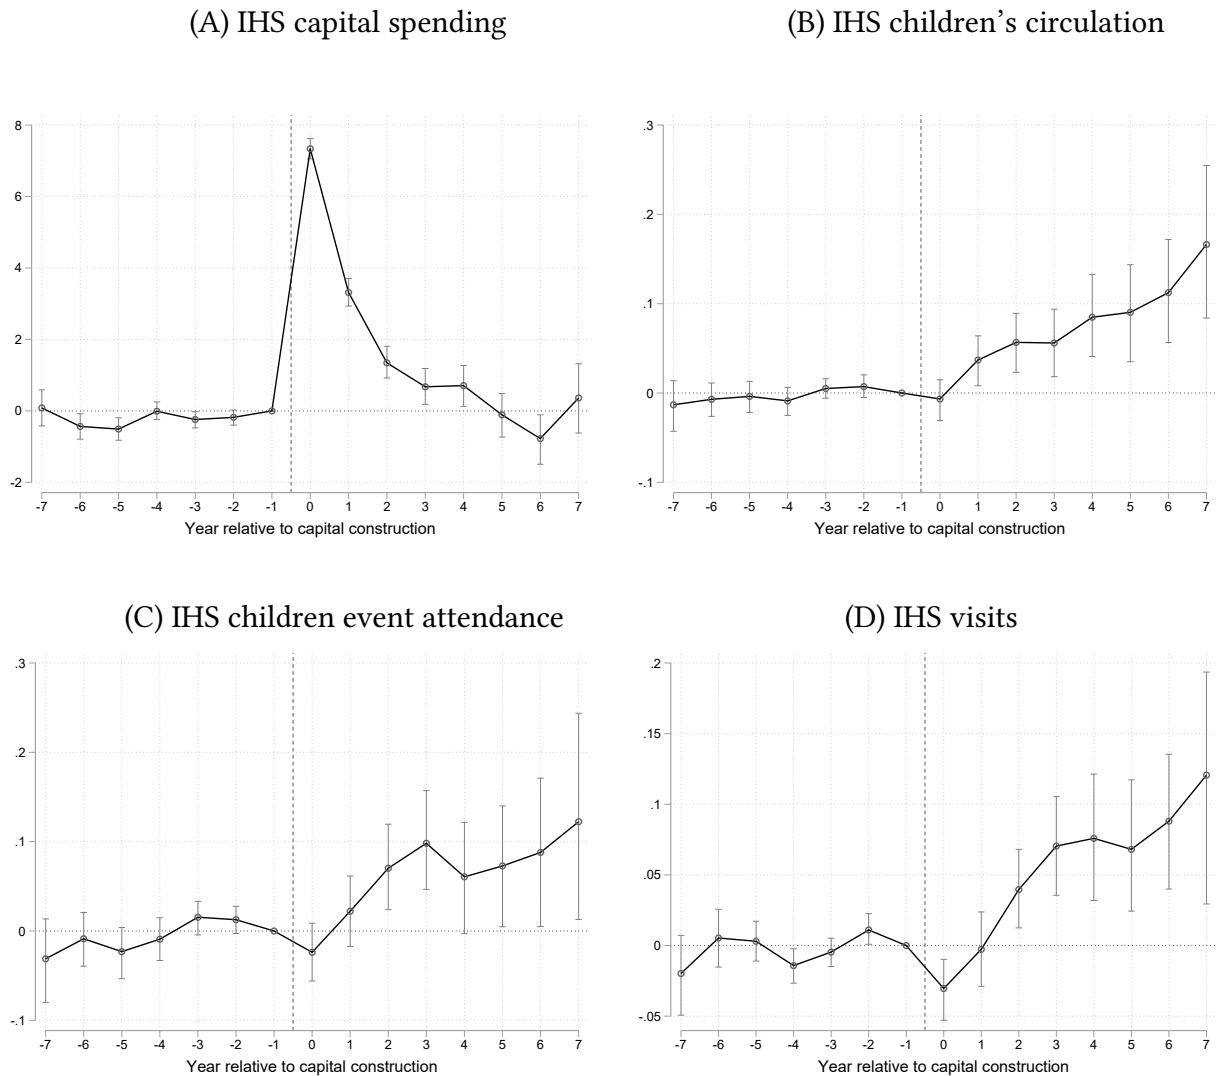 (A) IHS capital spending
8
6
4
2
0
-2
-7 -6 -5 -4 -3 -2 -1 0 1 2 3 4 5 6 7
Year relative to capital construction
(B) IHS children’s circulation
.3
.2
.1
0
-.1
-7 -6 -5 -4 -3 -2 -1 0 1 2 3 4 5 6 7
Year relative to capital construction
(C) IHS children event attendance
.3
.2
.1
0
-.1
-7 -6 -5 -4 -3 -2 -1 0 1 2 3 4 5 6 7
Year relative to capital construction
(D) IHS visits
.2
.15
.1
.05
0
-.05
-7 -6 -5 -4 -3 -2 -1 0 1 2 3 4 5 6 7
Year relative to capital construction